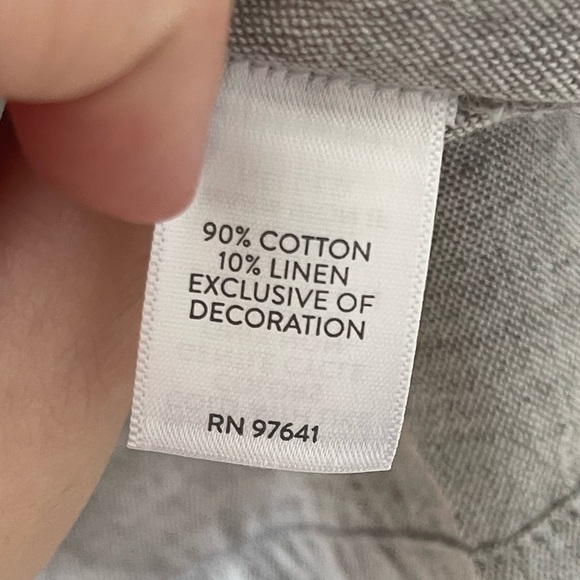 90% COTTON
10% LINEN
EXCLUSIVE OF
DECORATION
RN 97641